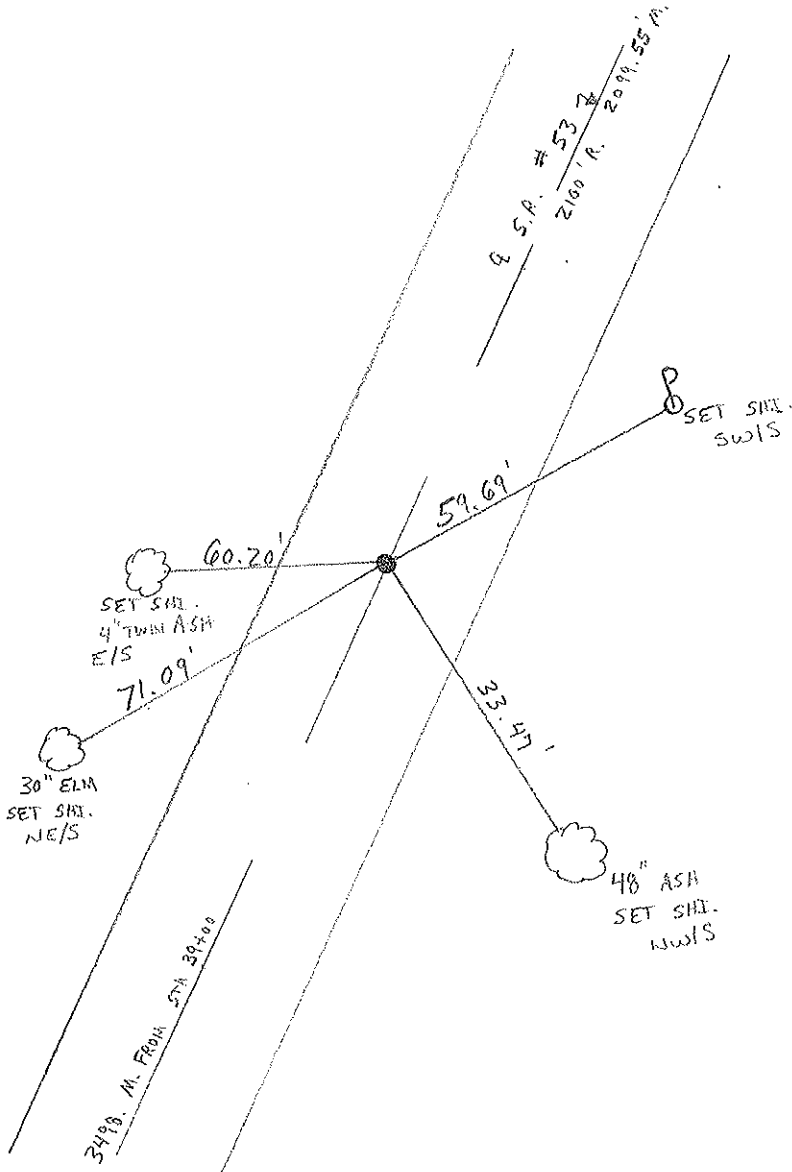 ℄ S.R. # 53
2100' R. 2099.55' M.
SET SHI.
SW/S
59.69'
60.20'
SET SHI.
4" TWIN ASH
E/S
71.09'
30" ELM
SET SHI.
NE/S
33.47'
48" ASH
SET SHI.
NW/S
M. FROM STA 39+00